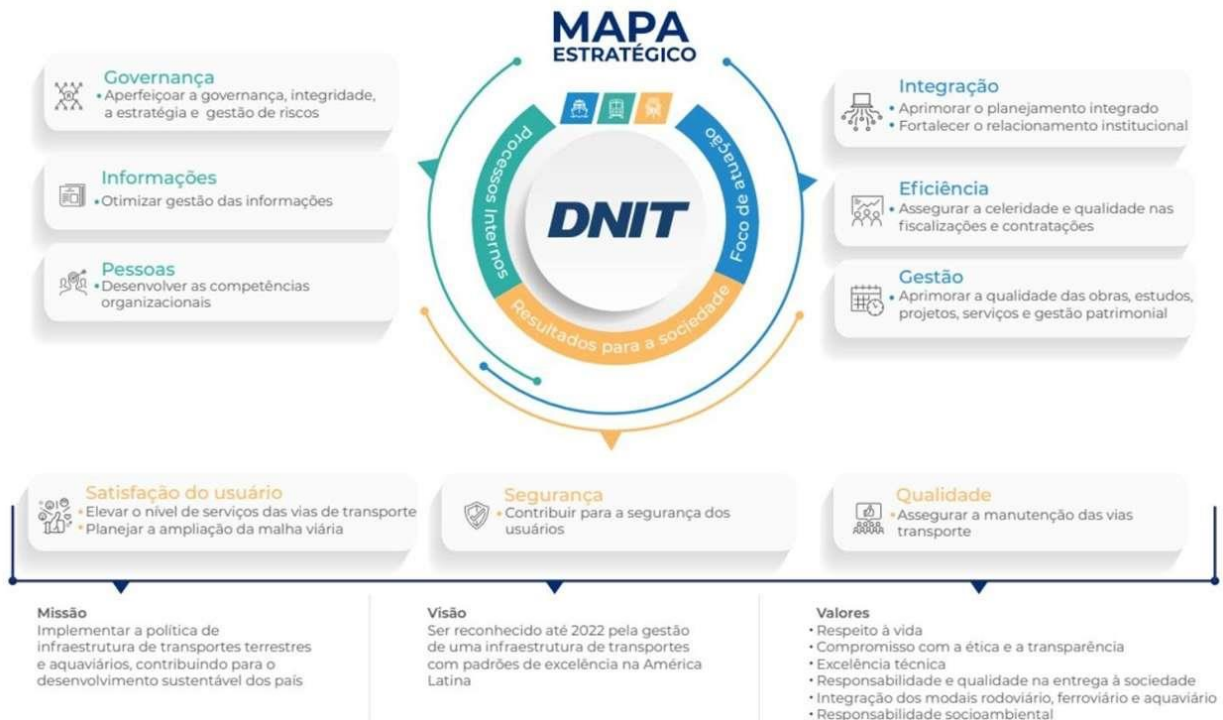 MAPA
ESTRATÉGICO
Governança
• Aperfeiçoar a governança, integridade,
a estratégia e gestão de riscos
Informações
• Otimizar gestão das informações
Pessoas
• Desenvolver as competências
organizacionais
Processos Internos
DNIT
Foco de atuação
Resultados para a sociedade
Integração
• Aprimorar o planejamento integrado
• Fortalecer o relacionamento institucional
Eficiência
• Assegurar a celeridade e qualidade nas
fiscalizações e contratações
Gestão
• Aprimorar a qualidade das obras, estudos,
projetos, serviços e gestão patrimonial
Satisfação do usuário
• Elevar o nível de serviços das vias de transporte
• Planejar a ampliação da malha viária
Segurança
• Contribuir para a segurança dos
usuários
Qualidade
• Assegurar a manutenção das vias
transporte
Missão
Implementar a política de
infraestrutura de transportes terrestres
e aquaviários, contribuindo para o
desenvolvimento sustentável dos país
Visão
Ser reconhecido até 2022 pela gestão
de uma infraestrutura de transportes
com padrões de excelência na América
Latina
Valores
• Respeito à vida
• Compromisso com a ética e a transparência
• Excelência técnica
• Responsabilidade e qualidade na entrega à sociedade
• Integração dos modais rodoviário, ferroviário e aquaviário
• Responsabilidade socioambiental